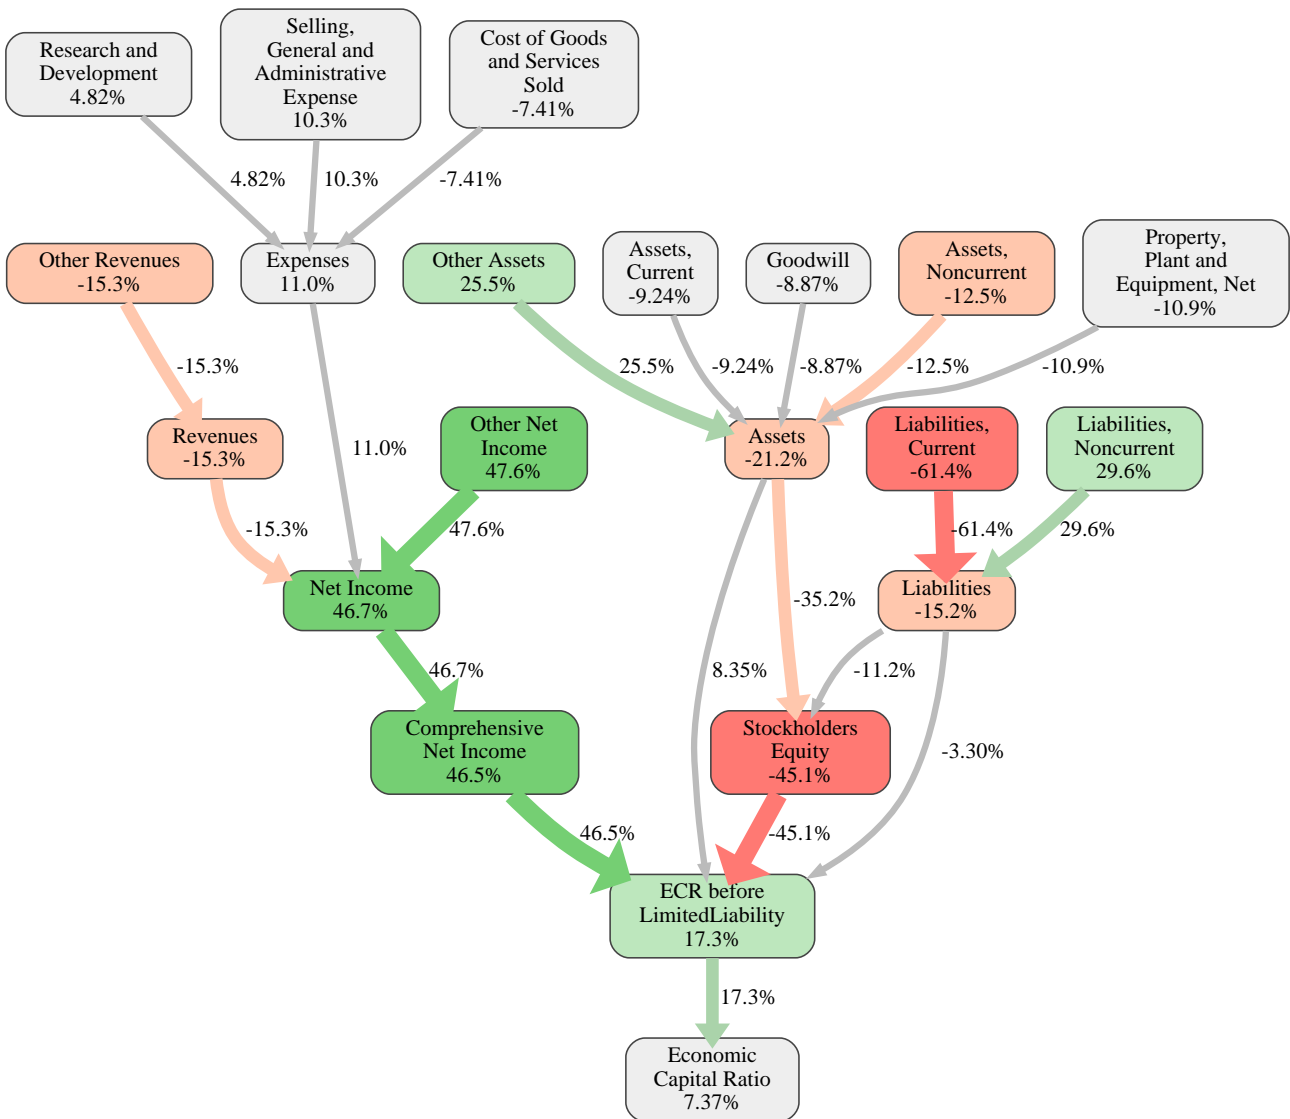 Research and
Development
4.82%
Selling,
General and
Administrative
Expense
10.3%
Cost of Goods
and Services
Sold
-7.41%
4.82%
10.3%
-7.41%
Other Revenues
-15.3%
Expenses
11.0%
Other Assets
25.5%
Assets,
Current
-9.24%
Goodwill
-8.87%
Assets,
Noncurrent
-12.5%
Property,
Plant and
Equipment, Net
-10.9%
-15.3%
25.5%
-9.24%
-8.87%
-12.5%
-10.9%
Revenues
-15.3%
11.0%
Other Net
Income
47.6%
Assets
-21.2%
Liabilities,
Current
-61.4%
Liabilities,
Noncurrent
29.6%
-15.3%
47.6%
-61.4%
29.6%
Net Income
46.7%
-35.2%
Liabilities
-15.2%
46.7%
8.35%
-11.2%
Comprehensive
Net Income
46.5%
Stockholders
Equity
-45.1%
-3.30%
46.5%
-45.1%
ECR before
LimitedLiability
17.3%
17.3%
Economic
Capital Ratio
7.37%